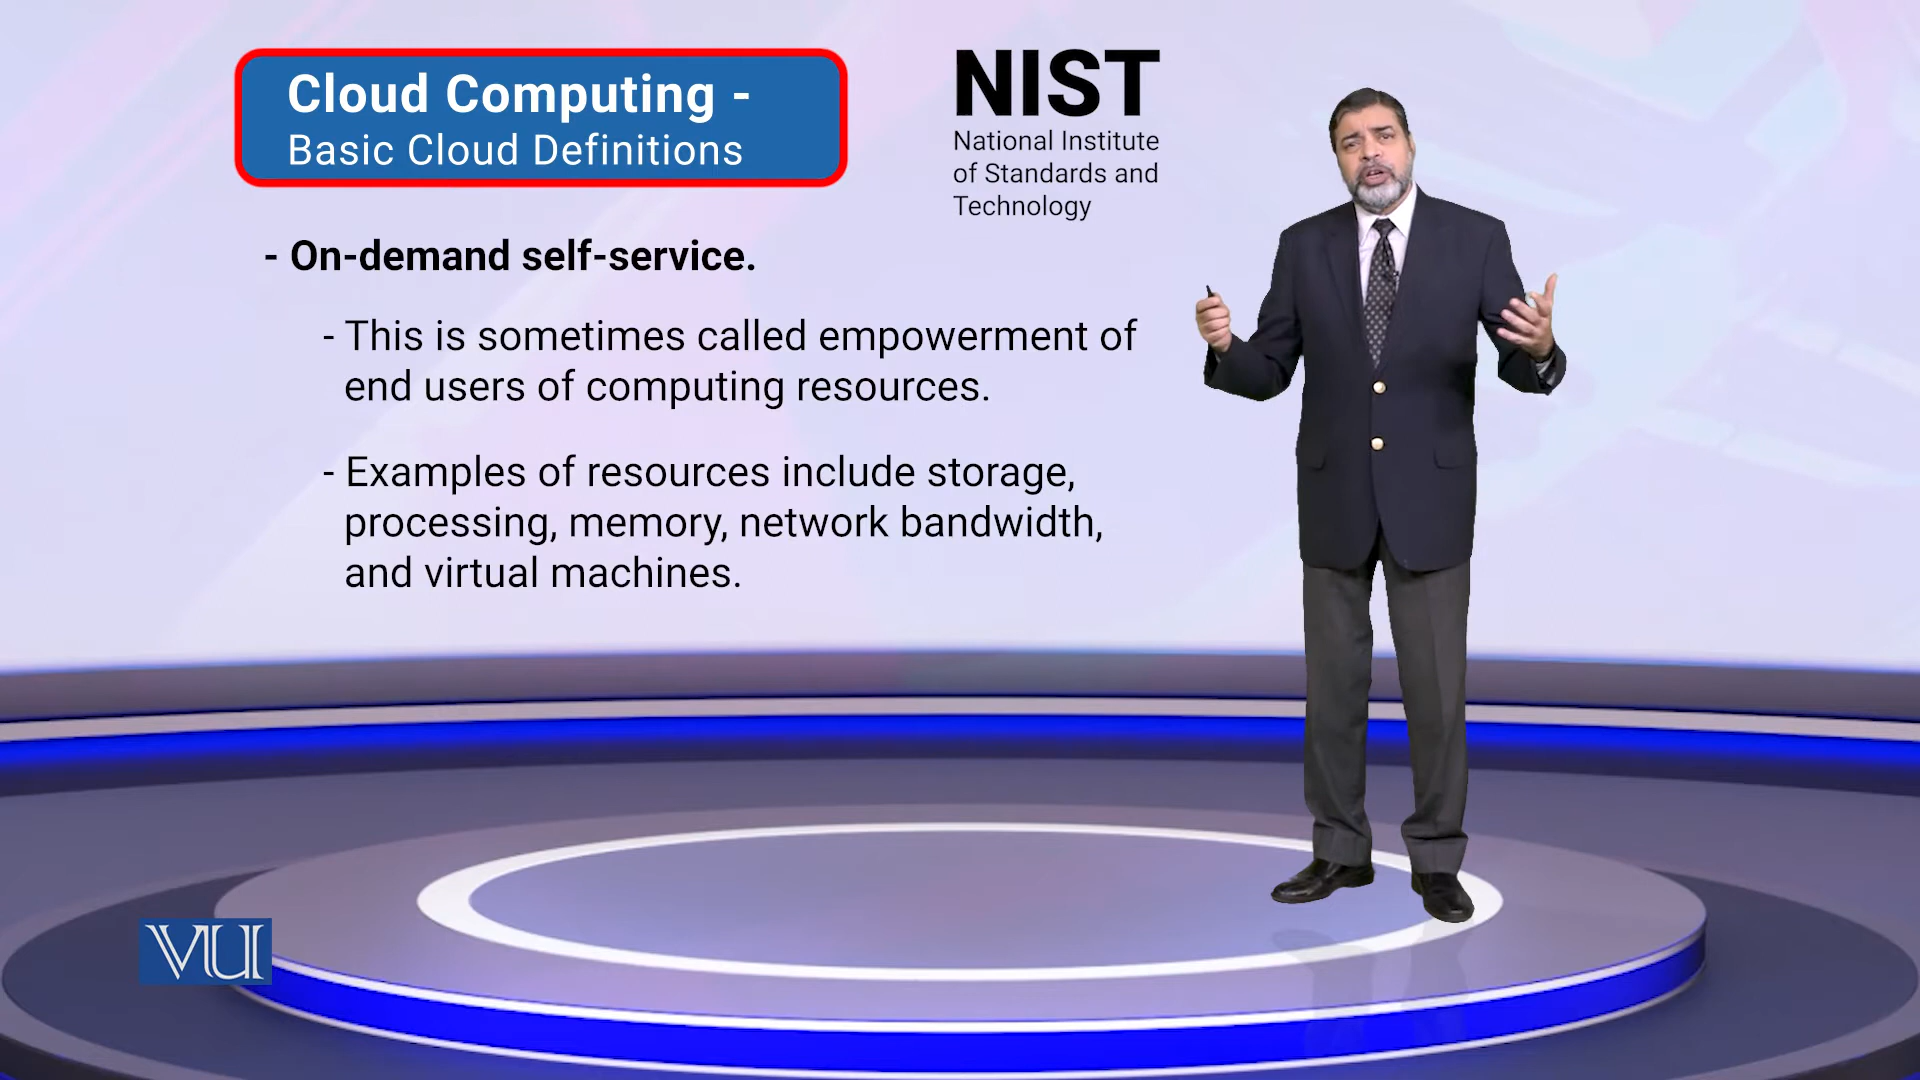 Cloud Computing -
Basic Cloud Definitions
NIST
National Institute
of Standards and
Technology
- On-demand self-service.
- This is sometimes called empowerment of
end users of computing resources.
- Examples of resources include storage,
processing, memory, network bandwidth,
and virtual machines.
VU